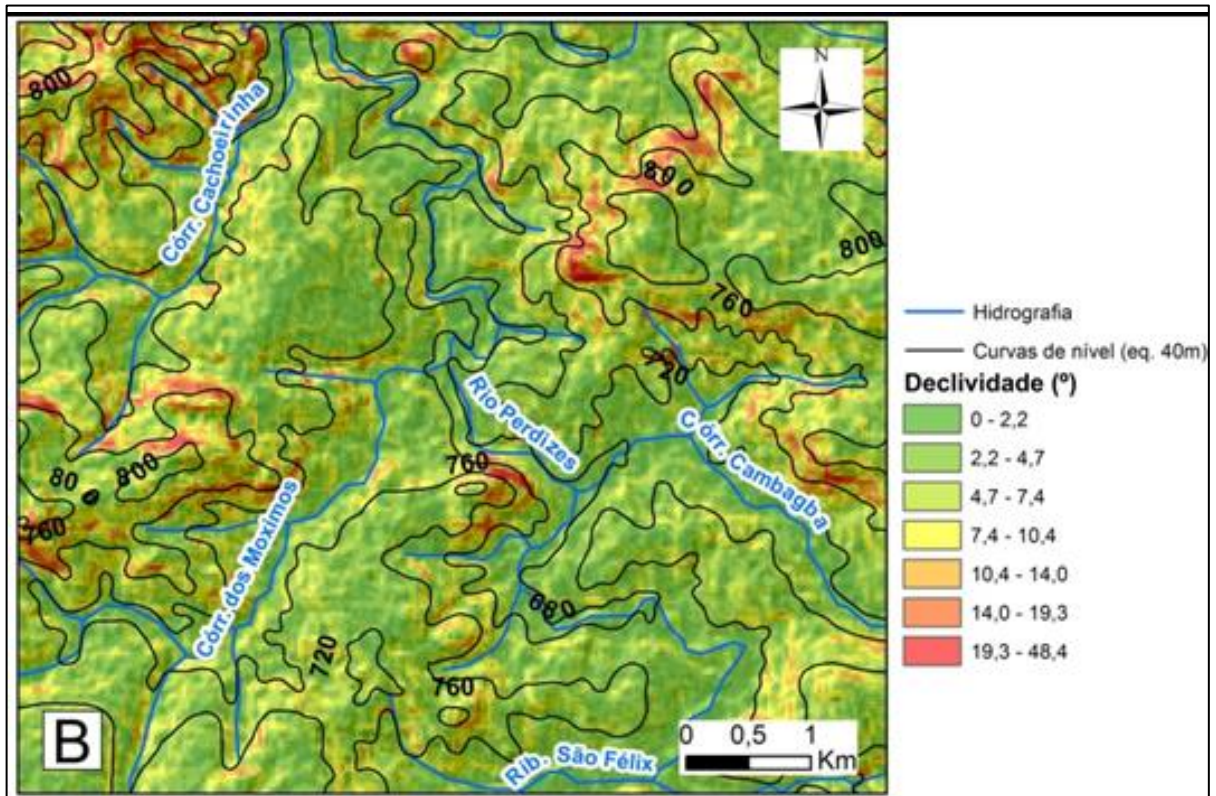 N
800
Córr. Cachoeirinha
800
800
760
720
Rio Perdizes
Córr. Cambagba
760
800
800
760
Córr. dos Moximos
680
720
760
B
0 0,5 1
Km
Rib. São Félix
Hidrografia
Curvas de nível (eq. 40m)
Declividade (º)
0 - 2,2
2,2 - 4,7
4,7 - 7,4
7,4 - 10,4
10,4 - 14,0
14,0 - 19,3
19,3 - 48,4